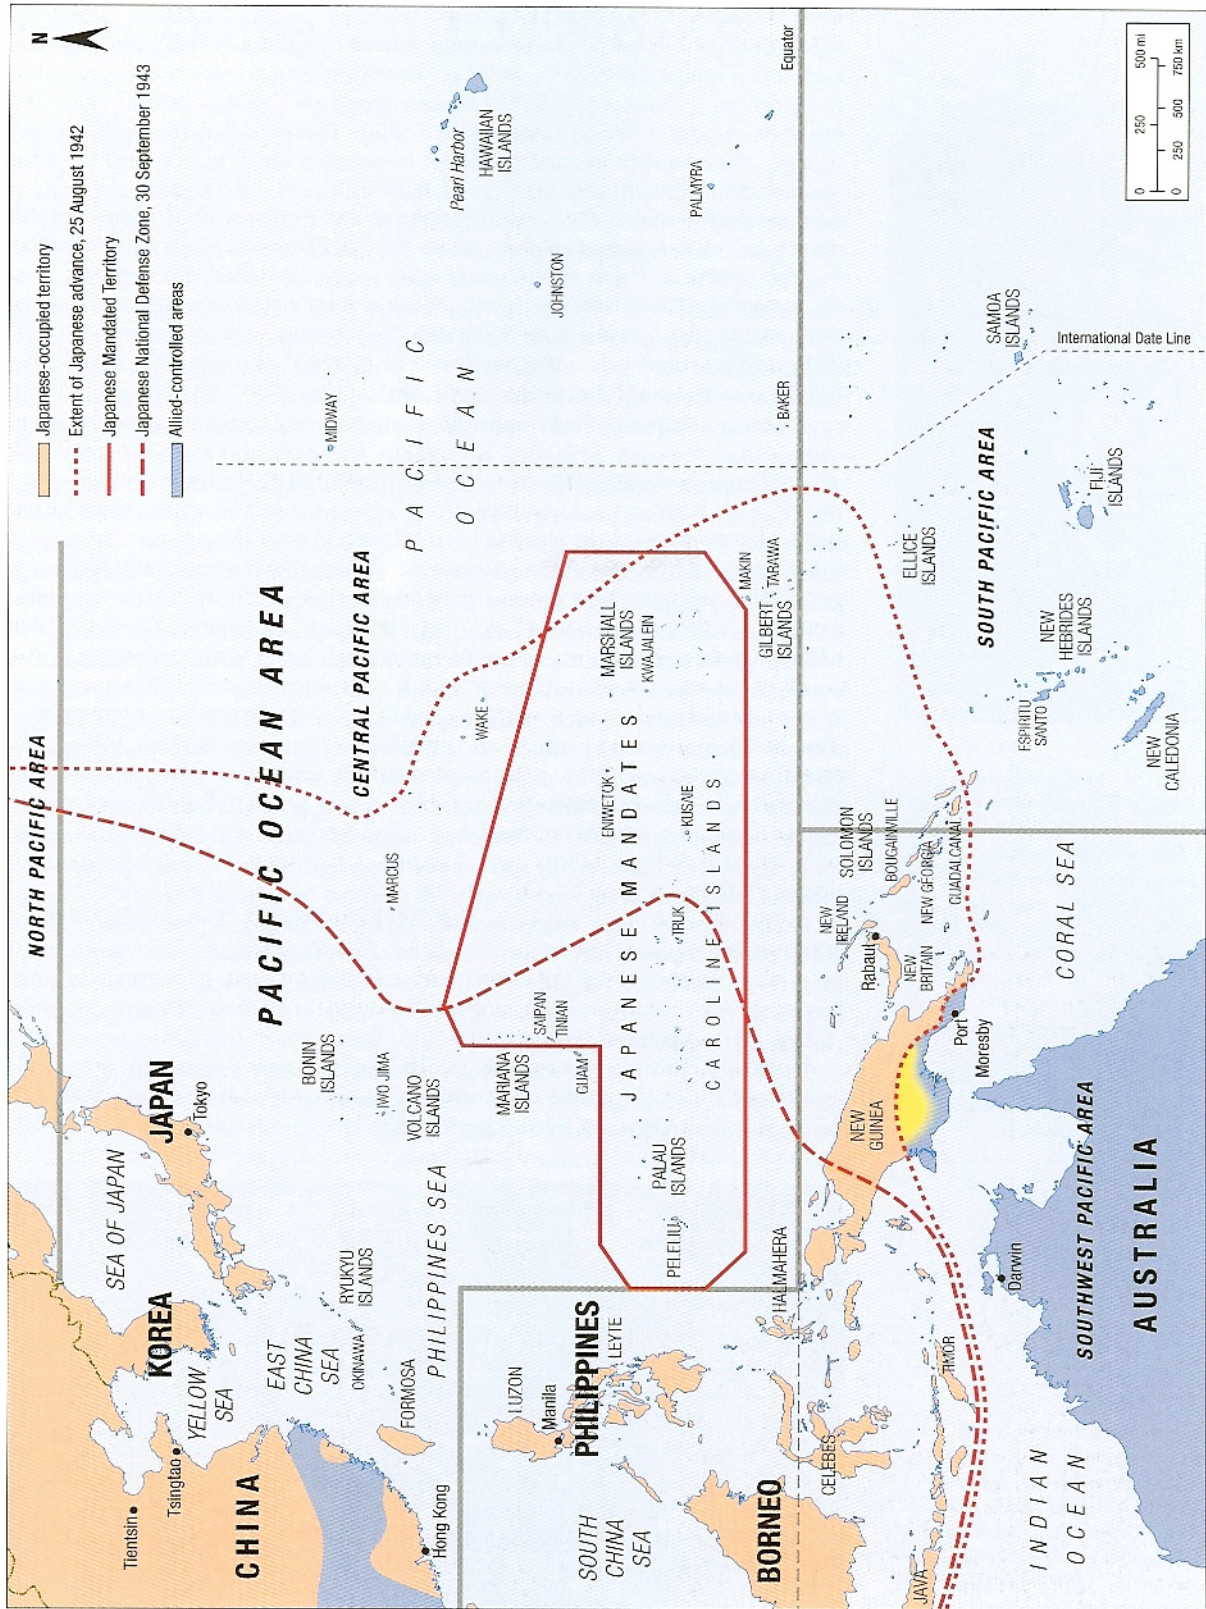 N
Japanese-occupied territory
Extent of Japanese advance, 25 August 1942
Japanese Mandated Territory
Japanese National Defense Zone, 30 September 1943
Allied-controlled areas
NORTH PACIFIC AREA
PACIFIC OCEAN AREA
CENTRAL PACIFIC AREA
PACIFIC
OCEAN
CHINA
Tientsin
Tsingtao
Hong Kong
KOREA
YELLOW
SEA
SEA OF JAPAN
JAPAN
Tokyo
EAST
CHINA
SEA
RYUKYU
ISLANDS
OKINAWA
FORMOSA
BONIN
ISLANDS
IWO JIMA
VOLCANO
ISLANDS
PHILIPPINES SEA
MARCUS
WAKE
MIDWAY
Pearl Harbor
HAWAIIAN
ISLANDS
JOHNSTON
PALMYRA
BAKER
Equator
LUZON
Manila
PHILIPPINES
LEYTE
SOUTH
CHINA
SEA
MARIANA
ISLANDS
SAIPAN
TINIAN
GUAM
JAPANESE MANDATES
ENIWETOK
MARSHALL
ISLANDS
KWAJALEIN
PALAU
ISLANDS
PELELIU
TRUK
KUSAIE
CAROLINE ISLANDS
MAKIN
TARAWA
GILBERT
ISLANDS
BORNEO
CELEBES
HALMAHERA
JAVA
TIMOR
NEW
GUINEA
NEW
IRELAND
Rabaul
NEW
BRITAIN
SOLOMON
ISLANDS
BOUGAINVILLE
NEW GEORGIA
GUADALCANAL
Port
Moresby
ELLICE
ISLANDS
SAMOA
ISLANDS
International Date Line
SOUTH PACIFIC AREA
FIJI
ISLANDS
NEW
HEBRIDES
ISLANDS
ESPIRITU
SANTO
NEW
CALEDONIA
CORAL SEA
INDIAN
OCEAN
Darwin
SOUTHWEST PACIFIC AREA
AUSTRALIA
0 250 500 mi
0 250 500 750 km